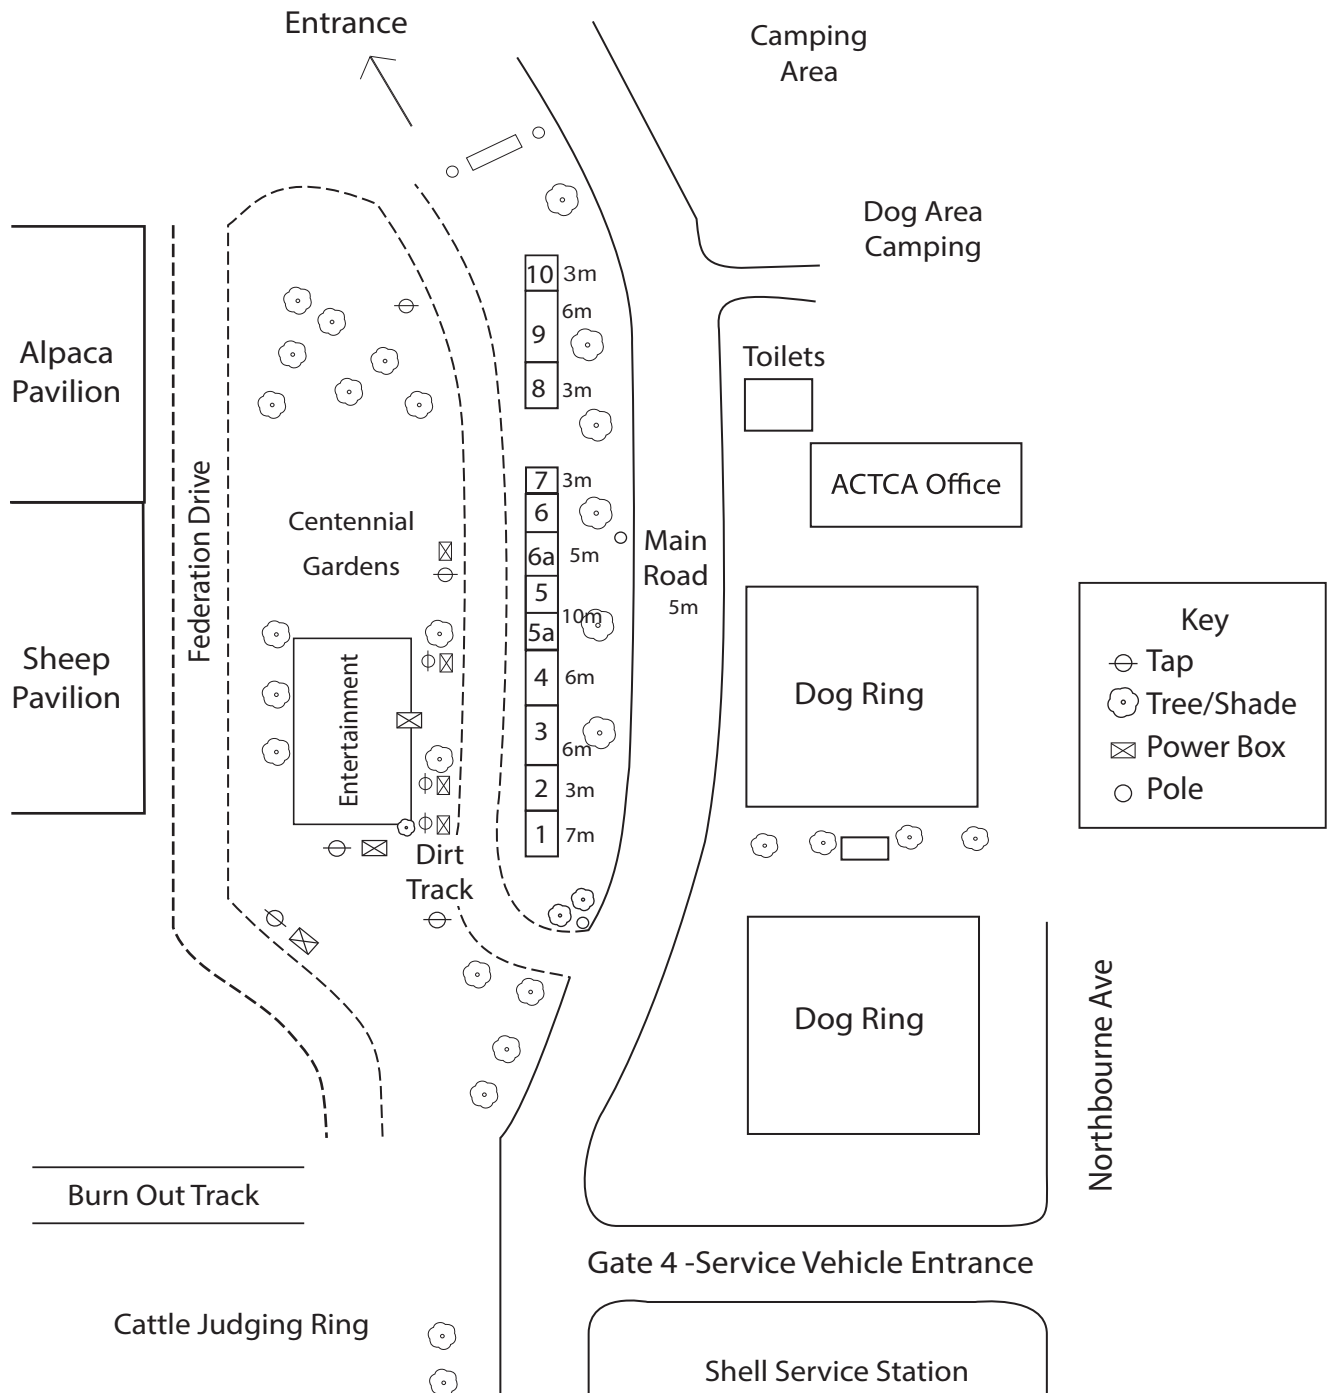 Entrance
Camping
Area
Dog Area
Camping
10 3m
6m
9
8 3m
Alpaca
Pavilion
Toilets
ACTCA Office
7 3m
6
6a 5m
5
10m
5a
4 6m
3
6m
2 3m
1 7m
Federation Drive
Centennial
Gardens
Main
Road
5m
Sheep
Pavilion
Entertainment
Dog Ring
Key
Tap
Tree/Shade
Power Box
Pole
Dirt
Track
Dog Ring
Northbourne Ave
Burn Out Track
Gate 4 -Service Vehicle Entrance
Cattle Judging Ring
Shell Service Station